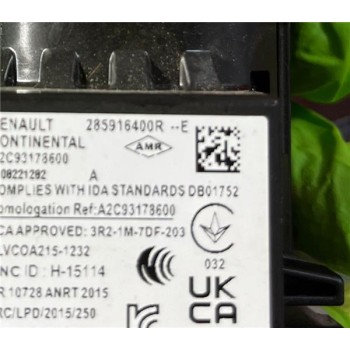 RENAULT 285916400R --E
CONTINENTAL AMR
A2C93178600
08221282 A
COMPLIES WITH IDA STANDARDS DB01752
Homologation Ref:A2C93178600
CA APPROVED: 3R2-1M-7DF-203
LVCOA215-1232
NC ID : H-15114 032
R 10728 ANRT 2015 UK
RC/LPD/2015/250 CA